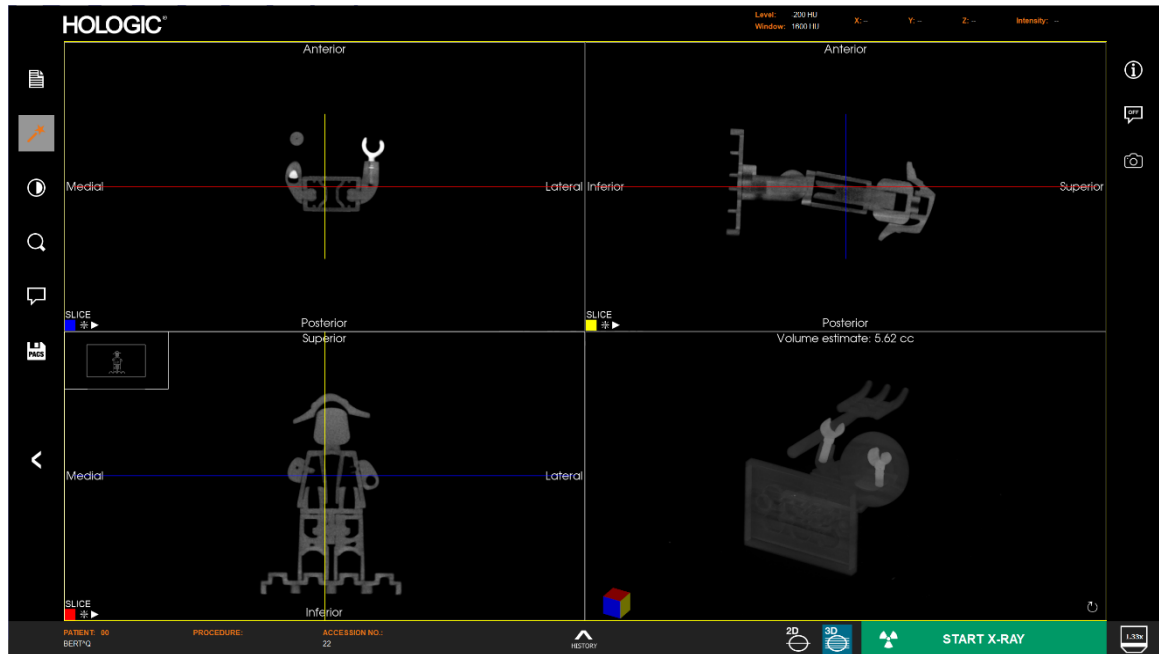 HOLOGIC®
Level: -200 HU X: -- Y: -- Z: -- Intensity: --
Window: 1600 HU
Anterior
Anterior
Medial
Lateral
Inferior
Superior
SLICE
SLICE
Posterior
Posterior
Superior
Volume estimate: 5.62 cc
OFF
PACS
Medial
Lateral
SLICE
Inferior
PATIENT: 00 PROCEDURE: ACCESSION NO.:
BERT^Q 22
HISTORY
2D
3D
START X-RAY
1.33x